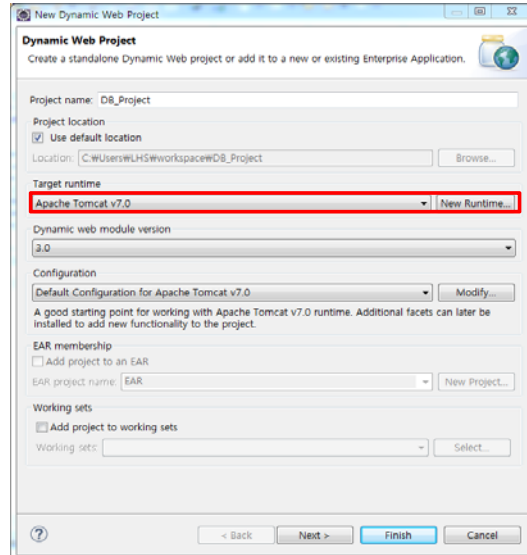 New Dynamic Web Project
Dynamic Web Project
Create a standalone Dynamic Web project or add it to a new or existing Enterprise Application.
Project name: DB_Project
Project location
Use default location
Location: C:₩Users₩LHS₩workspace₩DB_Project Browse...
Target runtime
Apache Tomcat v7.0 New Runtime...
Dynamic web module version
3.0
Configuration
Default Configuration for Apache Tomcat v7.0 Modify...
A good starting point for working with Apache Tomcat v7.0 runtime. Additional facets can later be
installed to add new functionality to the project.
EAR membership
Add project to an EAR
EAR project name: EAR New Project...
Working sets
Add project to working sets
Working sets: Select...
? < Back Next > Finish Cancel